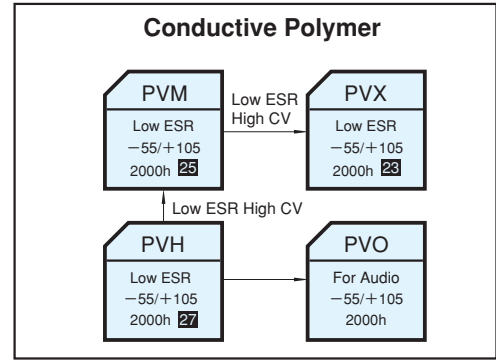 Conductive Polymer
PVM
Low ESR
−55/+105
2000h 25
Low ESR
High CV
PVX
Low ESR
−55/+105
2000h 23
Low ESR High CV
PVH
Low ESR
−55/+105
2000h 27
PVO
For Audio
−55/+105
2000h